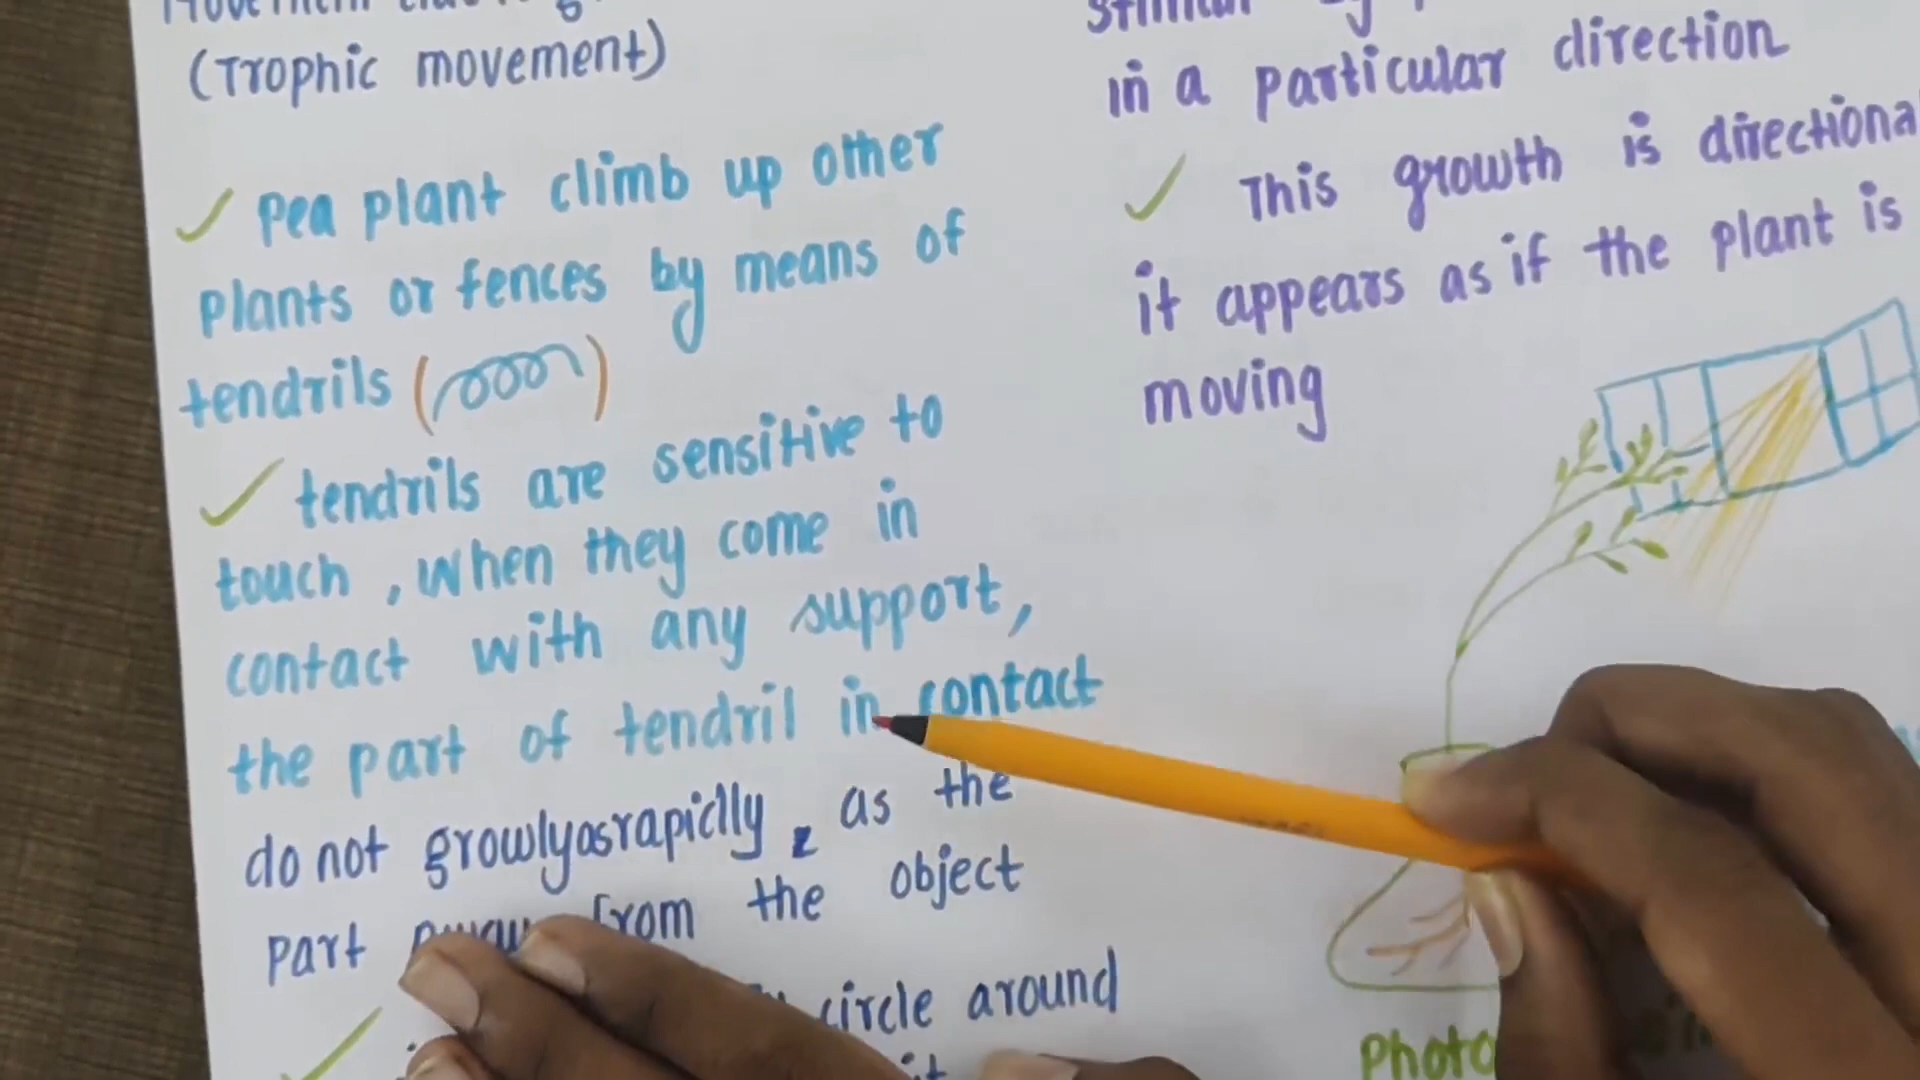 (Trophic movement)
✓ Pea plant climb up other
plants or fences by means of
tendrils ( )
✓ tendrils are sensitive to
touch, when they come in
contact with any support,
the part of tendril in contact
do not growlyasrapidly, as the
part from the object
circle around
it
in a particular direction
✓ This growth is directional
it appears as if the plant is
moving